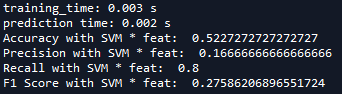 training_time: 0.003 s
prediction time: 0.002 s
Accuracy with SVM * feat:  0.5227272727272727
Precision with SVM * feat:  0.16666666666666666
Recall with SVM * feat:  0.8
F1 Score with SVM * feat:  0.27586206896551724